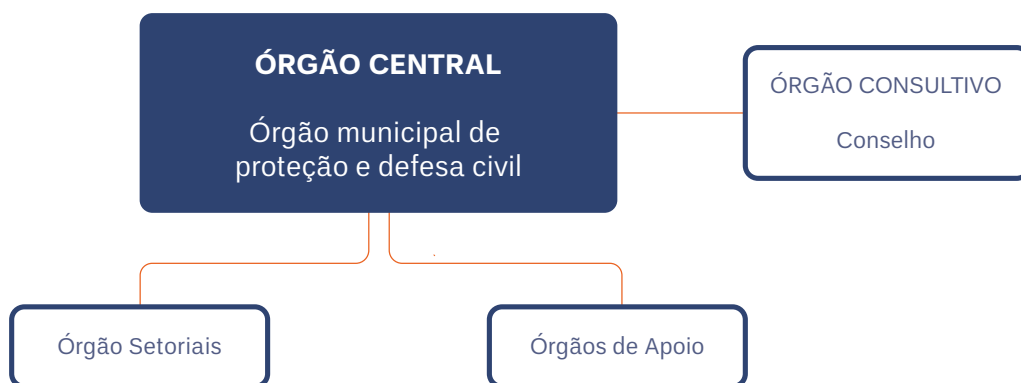 ÓRGÃO CENTRAL
Órgão municipal de
proteção e defesa civil
ÓRGÃO CONSULTIVO
Conselho
Órgão Setoriais
Órgãos de Apoio